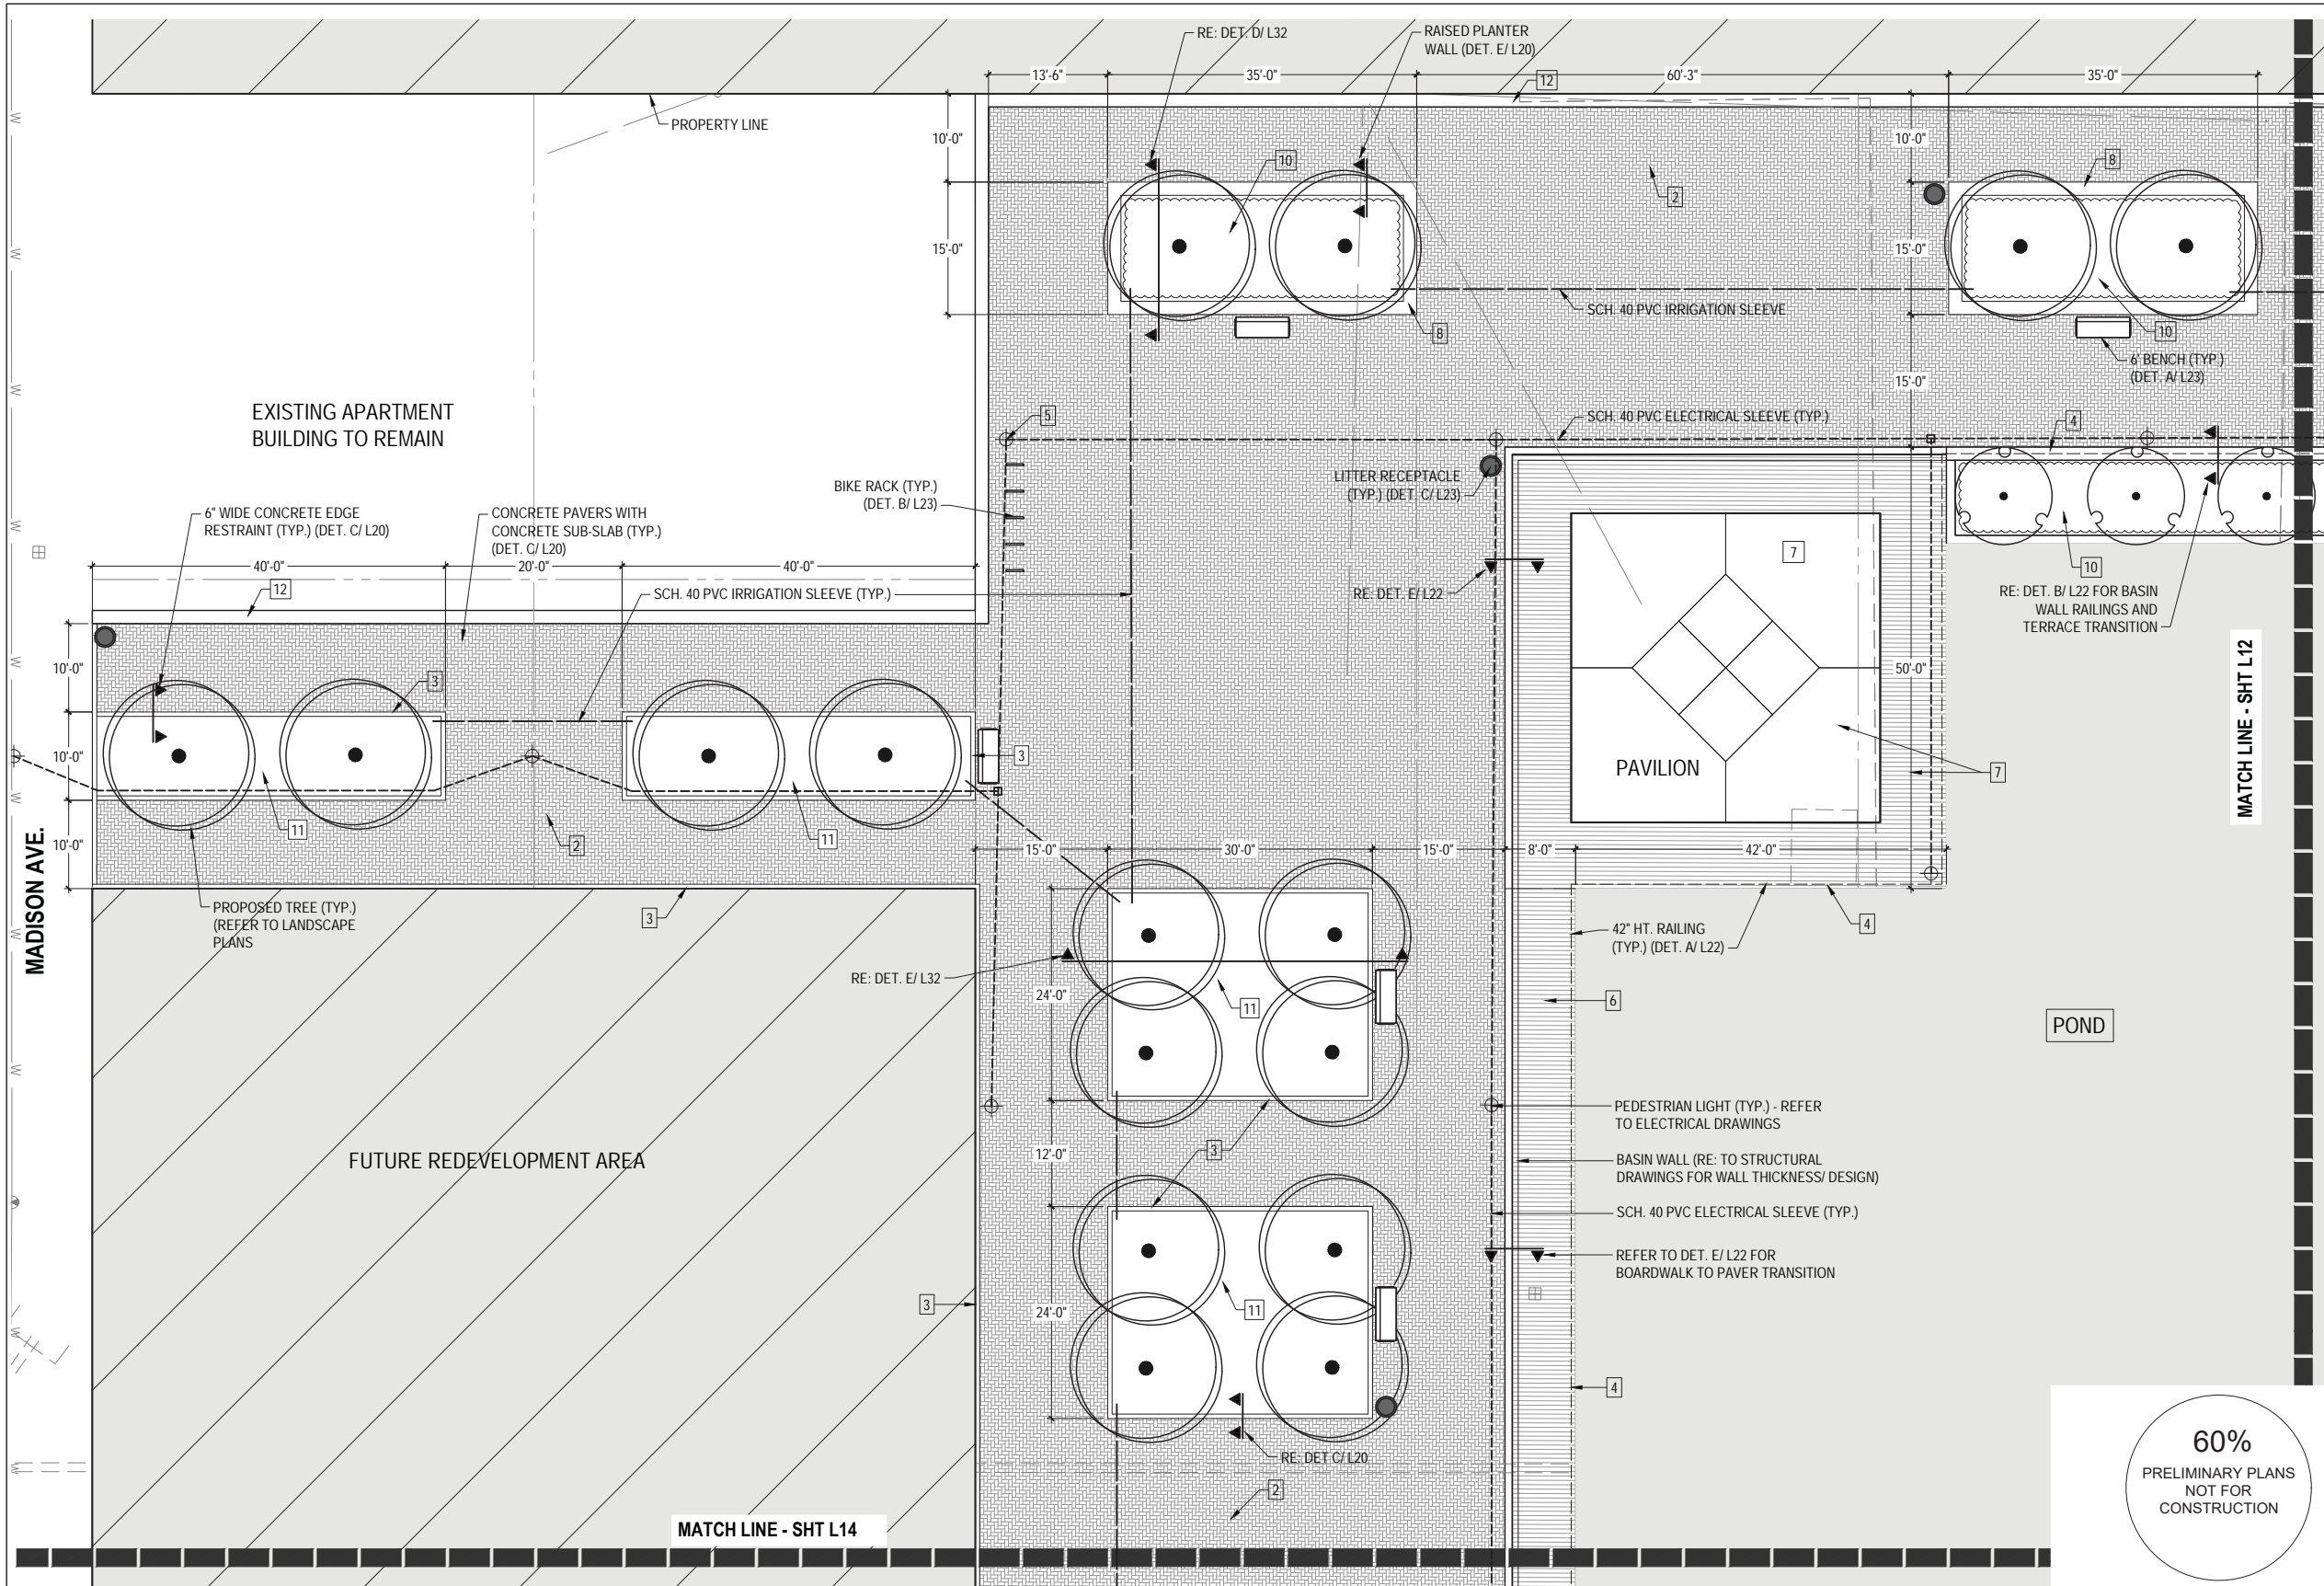 RE: DET. D/ L32
RAISED PLANTER
WALL (DET. E/ L20)
13'-6"
35'-0"
60'-3"
35'-0"
12
PROPERTY LINE
10'-0"
10'-0"
10
8
2
15'-0"
15'-0"
SCH. 40 PVC IRRIGATION SLEEVE
8
10
6' BENCH (TYP.)
(DET. A/ L23)
15'-0"
EXISTING APARTMENT
BUILDING TO REMAIN
5
SCH. 40 PVC ELECTRICAL SLEEVE (TYP.)
4
BIKE RACK (TYP.)
(DET. B/ L23)
LITTER RECEPTACLE
(TYP.) (DET. C/ L23)
6" WIDE CONCRETE EDGE
RESTRAINT (TYP.) (DET. C/ L20)
CONCRETE PAVERS WITH
CONCRETE SUB-SLAB (TYP.)
(DET. C/ L20)
7
40'-0"
20'-0"
40'-0"
12
SCH. 40 PVC IRRIGATION SLEEVE (TYP.)
RE: DET. E/ L22
10
RE: DET. B/ L22 FOR BASIN
WALL RAILINGS AND
TERRACE TRANSITION
10'-0"
50'-0"
3
MATCH LINE - SHT L12
10'-0"
3
PAVILION
7
11
11
2
10'-0"
15'-0"
30'-0"
15'-0"
8'-0"
42'-0"
MADISON AVE.
PROPOSED TREE (TYP.)
(REFER TO LANDSCAPE
PLANS
3
42" HT. RAILING
(TYP.) (DET. A/ L22)
4
RE: DET. E/ L32
24'-0"
11
6
POND
PEDESTRIAN LIGHT (TYP.) - REFER
TO ELECTRICAL DRAWINGS
12'-0"
3
FUTURE REDEVELOPMENT AREA
BASIN WALL (RE: TO STRUCTURAL
DRAWINGS FOR WALL THICKNESS/ DESIGN)
SCH. 40 PVC ELECTRICAL SLEEVE (TYP.)
REFER TO DET. E/ L22 FOR
BOARDWALK TO PAVER TRANSITION
3
24'-0"
11
4
RE: DET C/ L20
2
MATCH LINE - SHT L14
60%
PRELIMINARY PLANS
NOT FOR
CONSTRUCTION